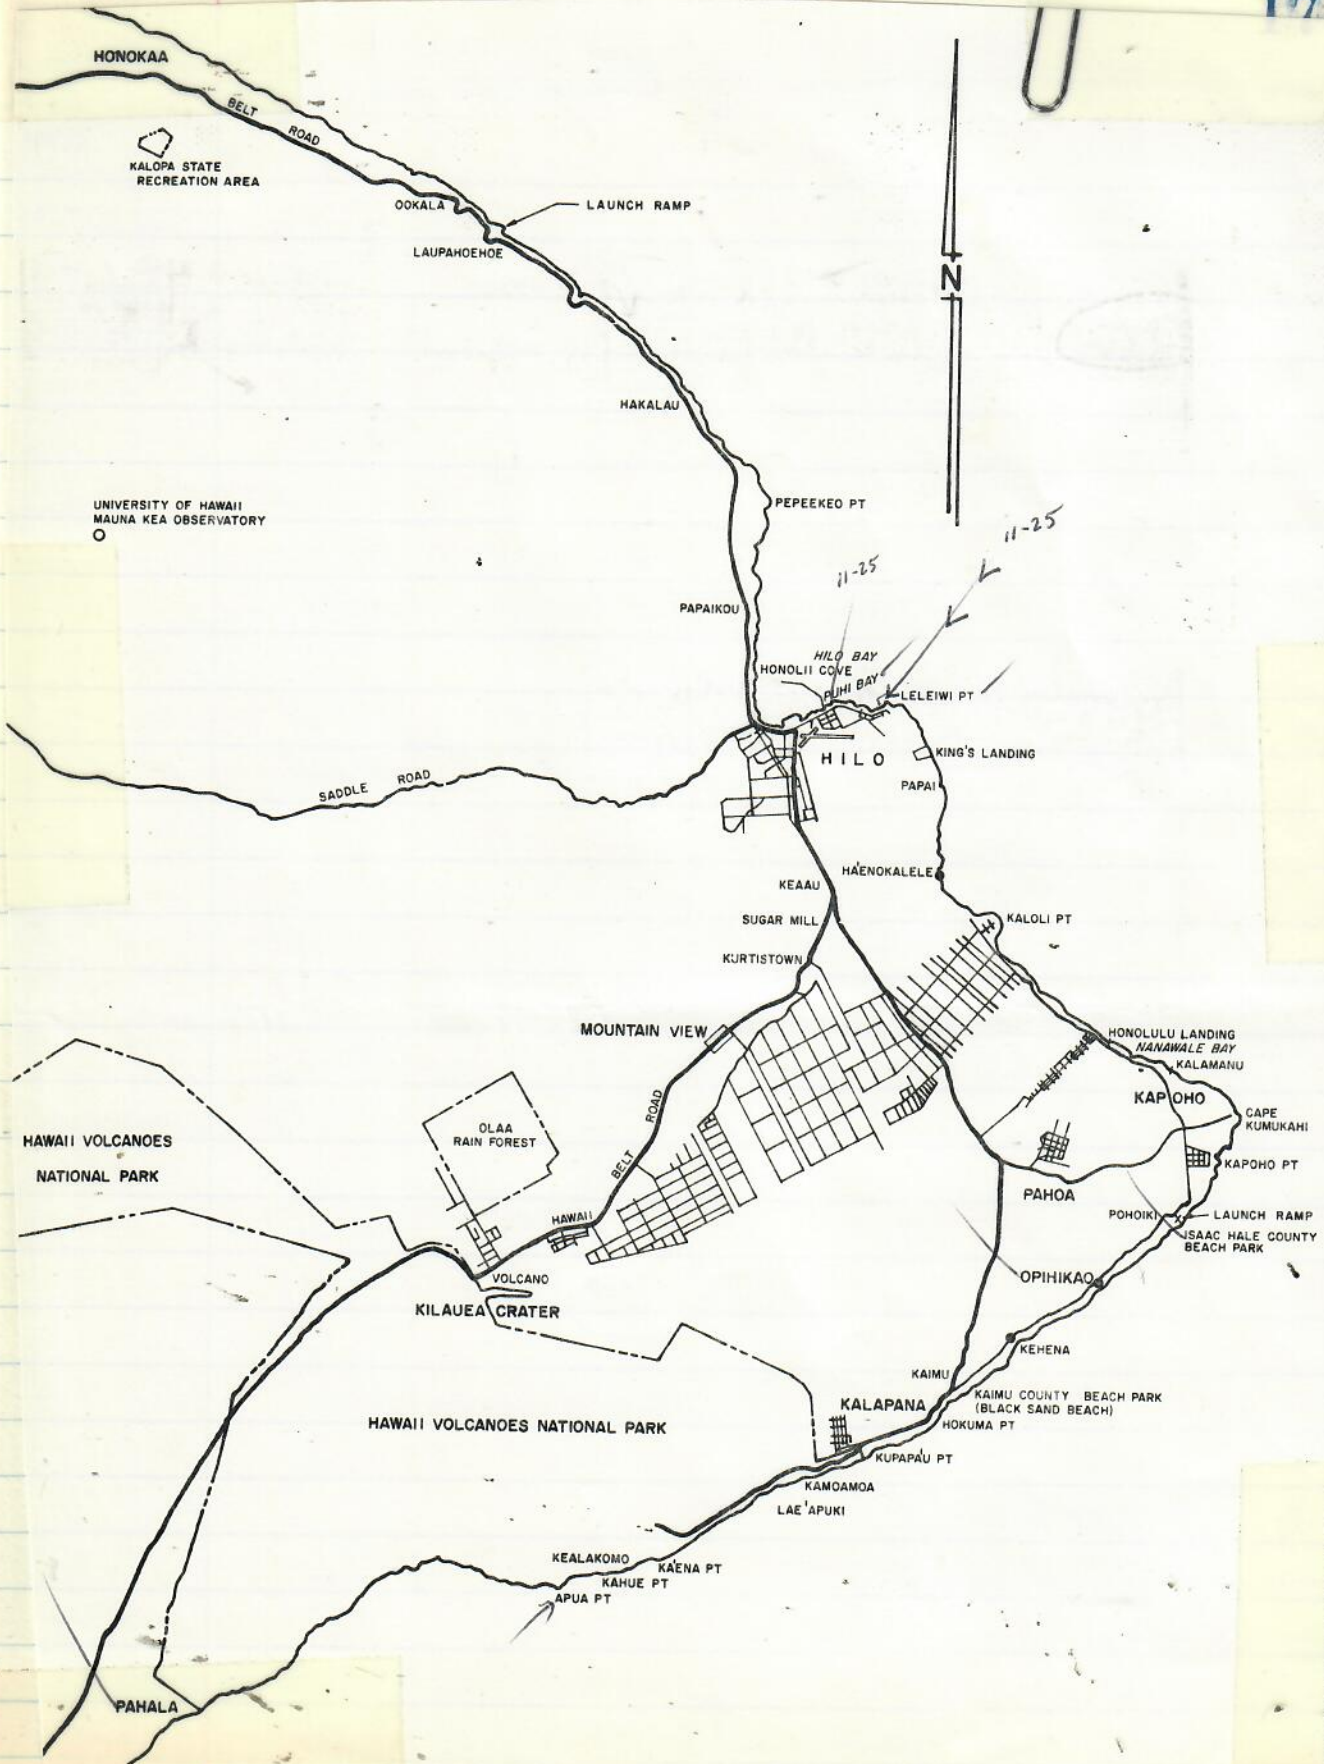 HONOKAA
BELT ROAD
KALOPA STATE
RECREATION AREA
OOKALA
LAUNCH RAMP
LAUPAHOEHOE
N
HAKALAU
UNIVERSITY OF HAWAII
MAUNA KEA OBSERVATORY
PEPEEKEO PT
11-25
11-25
PAPAIKOU
HILO BAY
HONOLII COVE
PUHI BAY
LELEIWI PT
HILO
KING'S LANDING
SADDLE ROAD
PAPAI
HA'ENOKALELE
KEAAU
SUGAR MILL
KALOLI PT
KURTISTOWN
MOUNTAIN VIEW
HONOLULU LANDING
NANAWALE BAY
KALAMANU
KAPOHO
CAPE
KUMUKAHI
OLAA
RAIN FOREST
ROAD
BELT
HAWAII
HAWAII VOLCANOES
NATIONAL PARK
KAPOHO PT
PAHOA
POHOIKI
LAUNCH RAMP
ISAAC HALE COUNTY
BEACH PARK
VOLCANO
OPIHIKAO
KILAUEA CRATER
KEHENA
KAIMU
KAIMU COUNTY BEACH PARK
(BLACK SAND BEACH)
KALAPANA
HOKUMA PT
HAWAII VOLCANOES NATIONAL PARK
KUPAPA'U PT
KAMOAMOA
LAE'APUKI
KEALAKOMO
KA'ENA PT
KAHUE PT
APUA PT
PAHALA